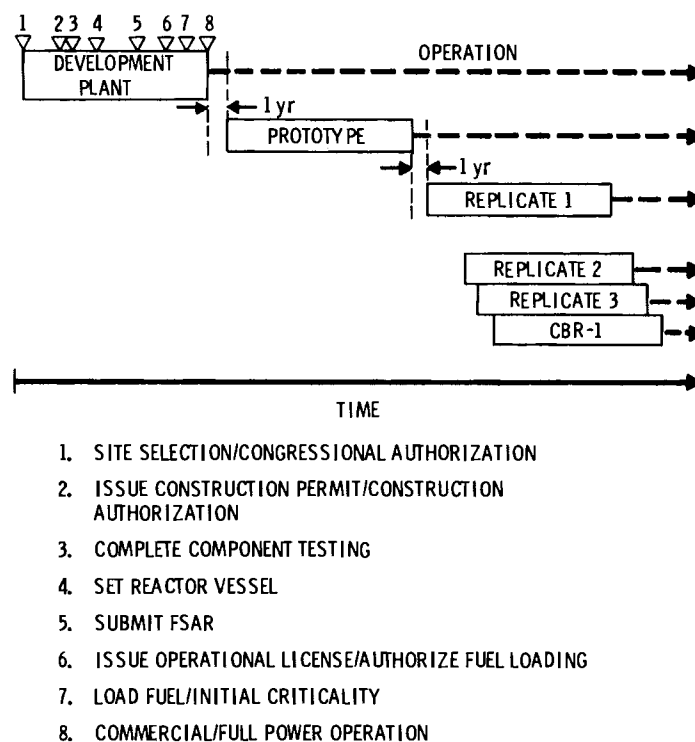 1 2 3 4 5 6 7 8
OPERATION
DEVELOPMENT
PLANT
1 yr
PROTOTYPE
1 yr
REPLICATE 1
REPLICATE 2
REPLICATE 3
CBR-1
TIME
1. SITE SELECTION/CONGRESSIONAL AUTHORIZATION
2. ISSUE CONSTRUCTION PERMIT/CONSTRUCTION
AUTHORIZATION
3. COMPLETE COMPONENT TESTING
4. SET REACTOR VESSEL
5. SUBMIT FSAR
6. ISSUE OPERATIONAL LICENSE/AUTHORIZE FUEL LOADING
7. LOAD FUEL/INITIAL CRITICALITY
8. COMMERCIAL/FULL POWER OPERATION